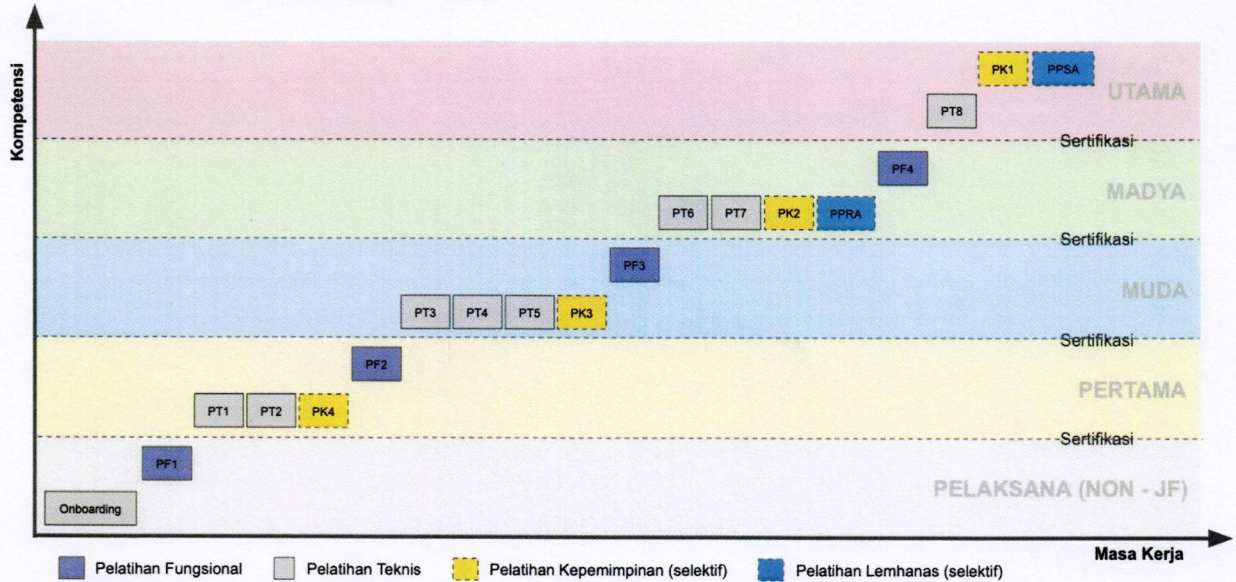 Kompetensi
PK1 PPSA
UTAMA
PT8
Sertifikasi
PF4
MADYA
PT6 PT7 PK2 PPRA
Sertifikasi
PF3
MUDA
PT3 PT4 PT5 PK3
Sertifikasi
PF2
PERTAMA
PT1 PT2 PK4
Sertifikasi
PF1
PELAKSANA (NON - JF)
Onboarding
Masa Kerja
Pelatihan Fungsional Pelatihan Teknis Pelatihan Kepemimpinan (selektif) Pelatihan Lemhanas (selektif)